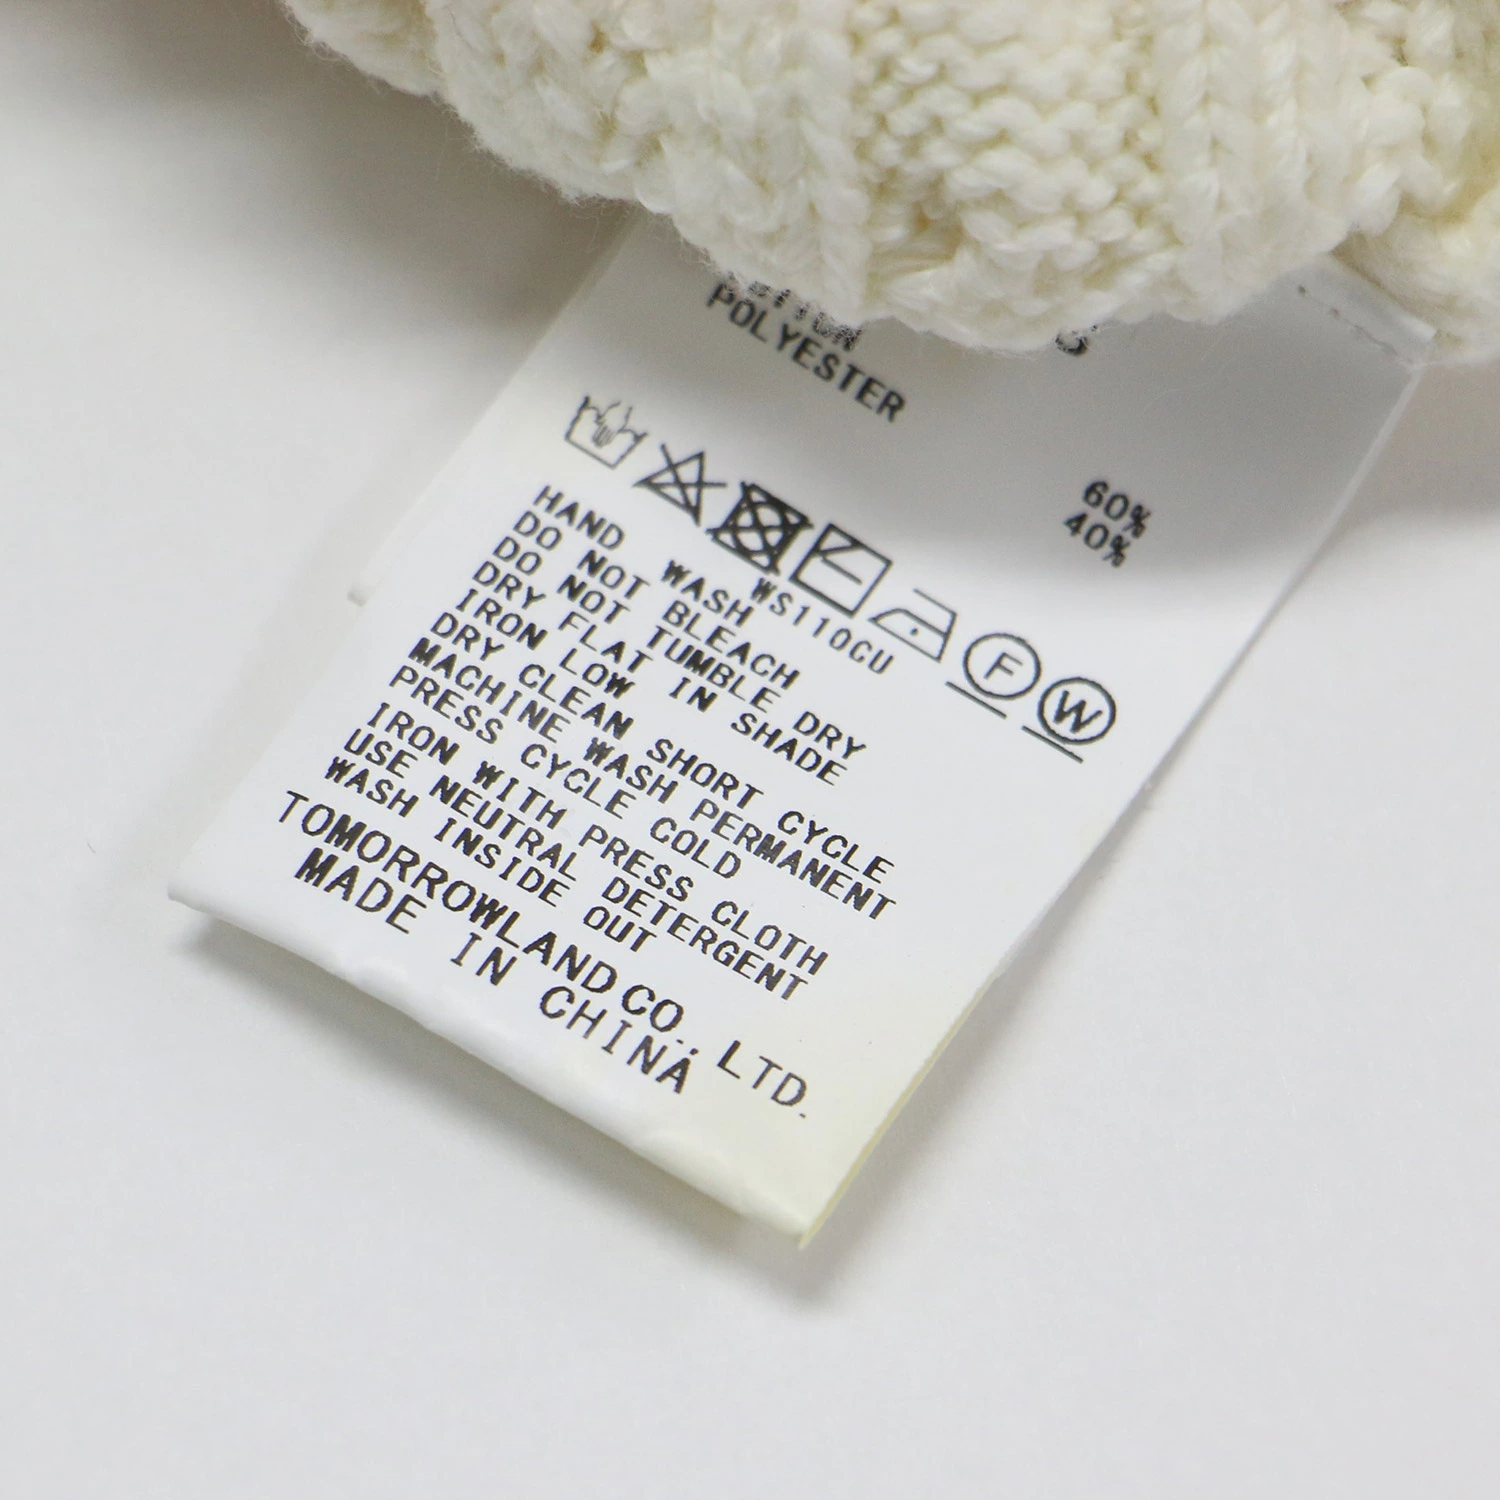 POLYESTER
60%
40%
F W
WS110CU
HAND WASH
DO NOT BLEACH
DO NOT TUMBLE DRY
DRY FLAT IN SHADE
IRON LOW
DRY CLEAN SHORT CYCLE
MACHINE WASH PERMANENT
PRESS CYCLE COLD
IRON WITH PRESS CLOTH
USE NEUTRAL DETERGENT
WASH INSIDE OUT
TOMORROWLAND CO., LTD.
MADE IN CHINA